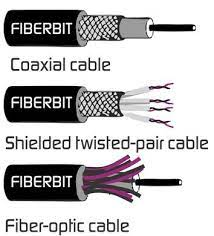 FIBERBIT
Coaxial cable
FIBERBIT
Shielded twisted-pair cable
FIBERBIT
Fiber-optic cable